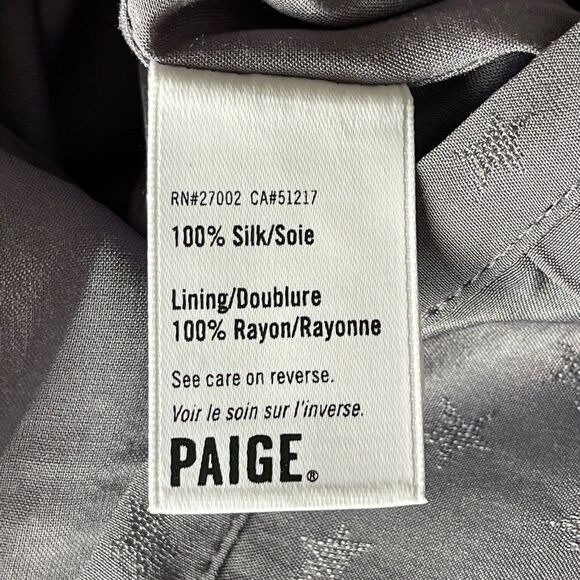 RN#27002 CA#51217
100% Silk/Soie
Lining/Doublure
100% Rayon/Rayonne
See care on reverse.
Voir le soin sur l'inverse.
PAIGE®